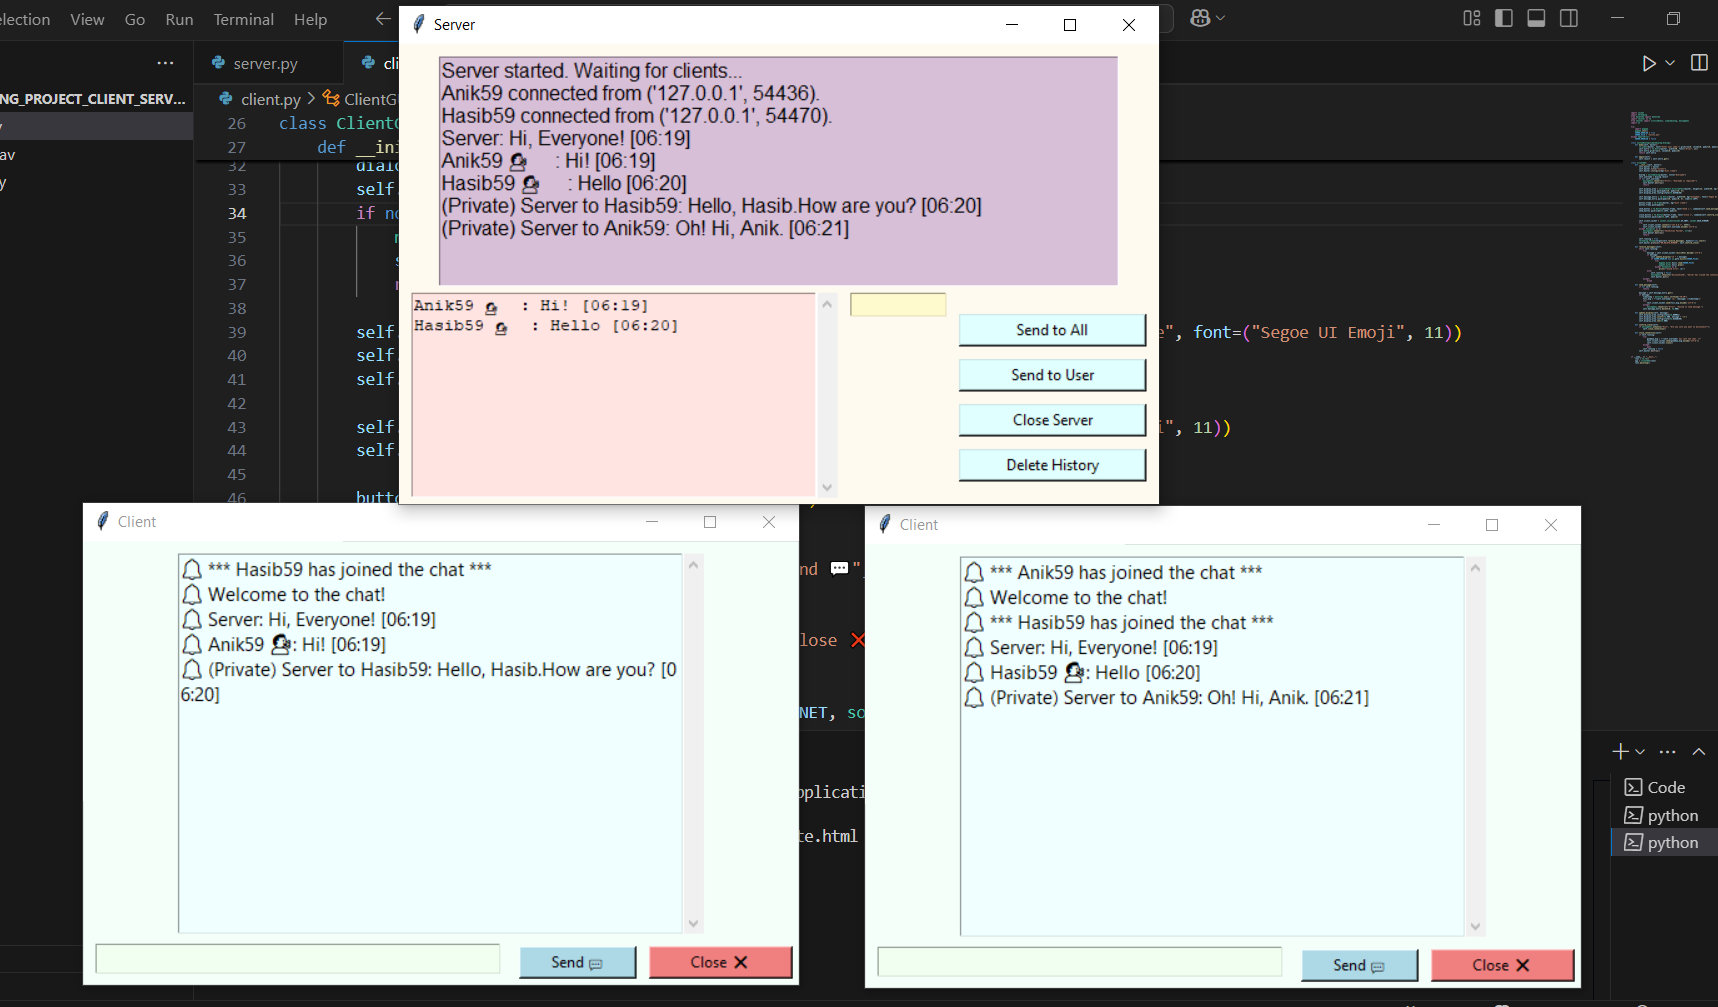 election View Go Run Terminal Help
NG_PROJECT_CLIENT_SERV...
av
y
server.py
client.py
26 class Client
27 def __ini
32 dialo
33 self.
34 if no
35
36 s
37
38
39 self. e", font=("Segoe UI Emoji", 11))
40 self.
41 self.
42
43 self. i", 11))
44 self.
45
46 butto
nd 💬"
lose ❌
NET, so
pplicati
te.html
Code
python
python
Server
Server started. Waiting for clients...
Anik59 connected from ('127.0.0.1', 54436).
Hasib59 connected from ('127.0.0.1', 54470).
Server: Hi, Everyone! [06:19]
Anik59 🗣 : Hi! [06:19]
Hasib59 🗣 : Hello [06:20]
(Private) Server to Hasib59: Hello, Hasib.How are you? [06:20]
(Private) Server to Anik59: Oh! Hi, Anik. [06:21]
Anik59 🗣 : Hi! [06:19]
Hasib59 🗣 : Hello [06:20]
Send to All
Send to User
Close Server
Delete History
Client
🔔 *** Hasib59 has joined the chat ***
🔔 Welcome to the chat!
🔔 Server: Hi, Everyone! [06:19]
🔔 Anik59 🗣: Hi! [06:19]
🔔 (Private) Server to Hasib59: Hello, Hasib.How are you? [0
6:20]
Send 💬 Close ❌
Client
🔔 *** Anik59 has joined the chat ***
🔔 Welcome to the chat!
🔔 *** Hasib59 has joined the chat ***
🔔 Server: Hi, Everyone! [06:19]
🔔 Hasib59 🗣: Hello [06:20]
🔔 (Private) Server to Anik59: Oh! Hi, Anik. [06:21]
Send 💬 Close ❌